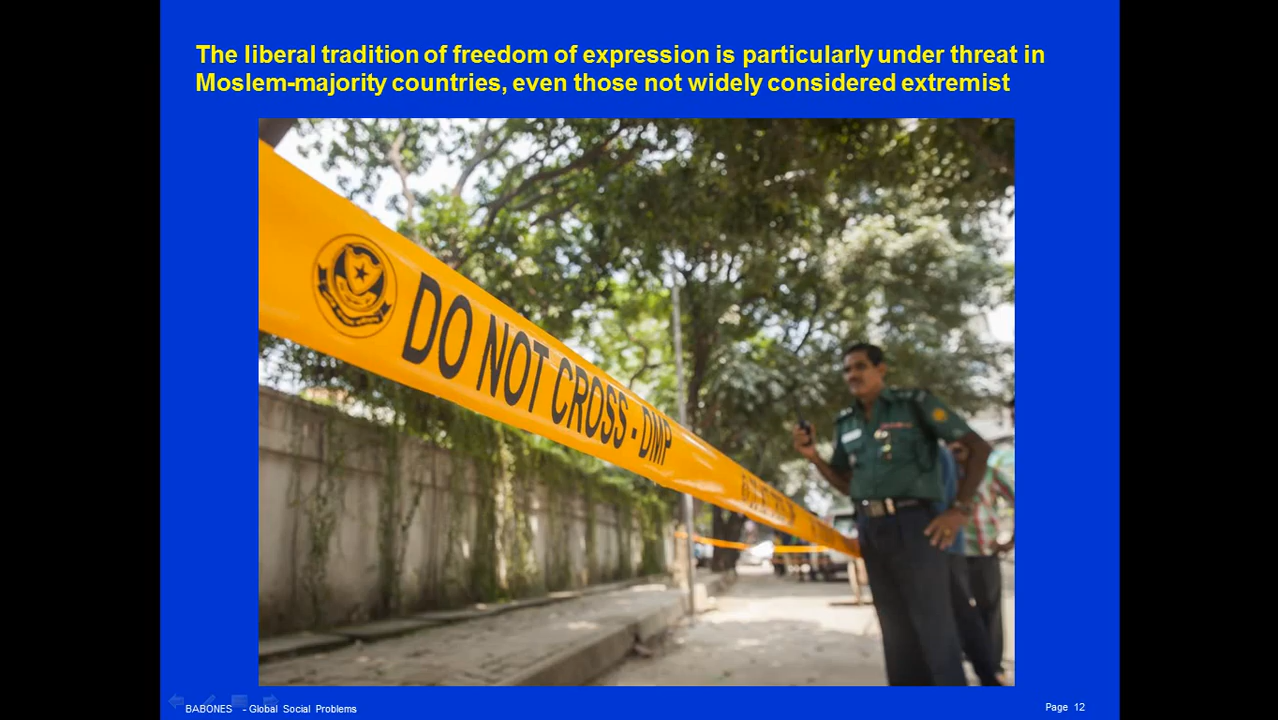 The liberal tradition of freedom of expression is particularly under threat in
Moslem-majority countries, even those not widely considered extremist
DO NOT CROSS - DMP
BABONES - Global Social Problems
Page 12